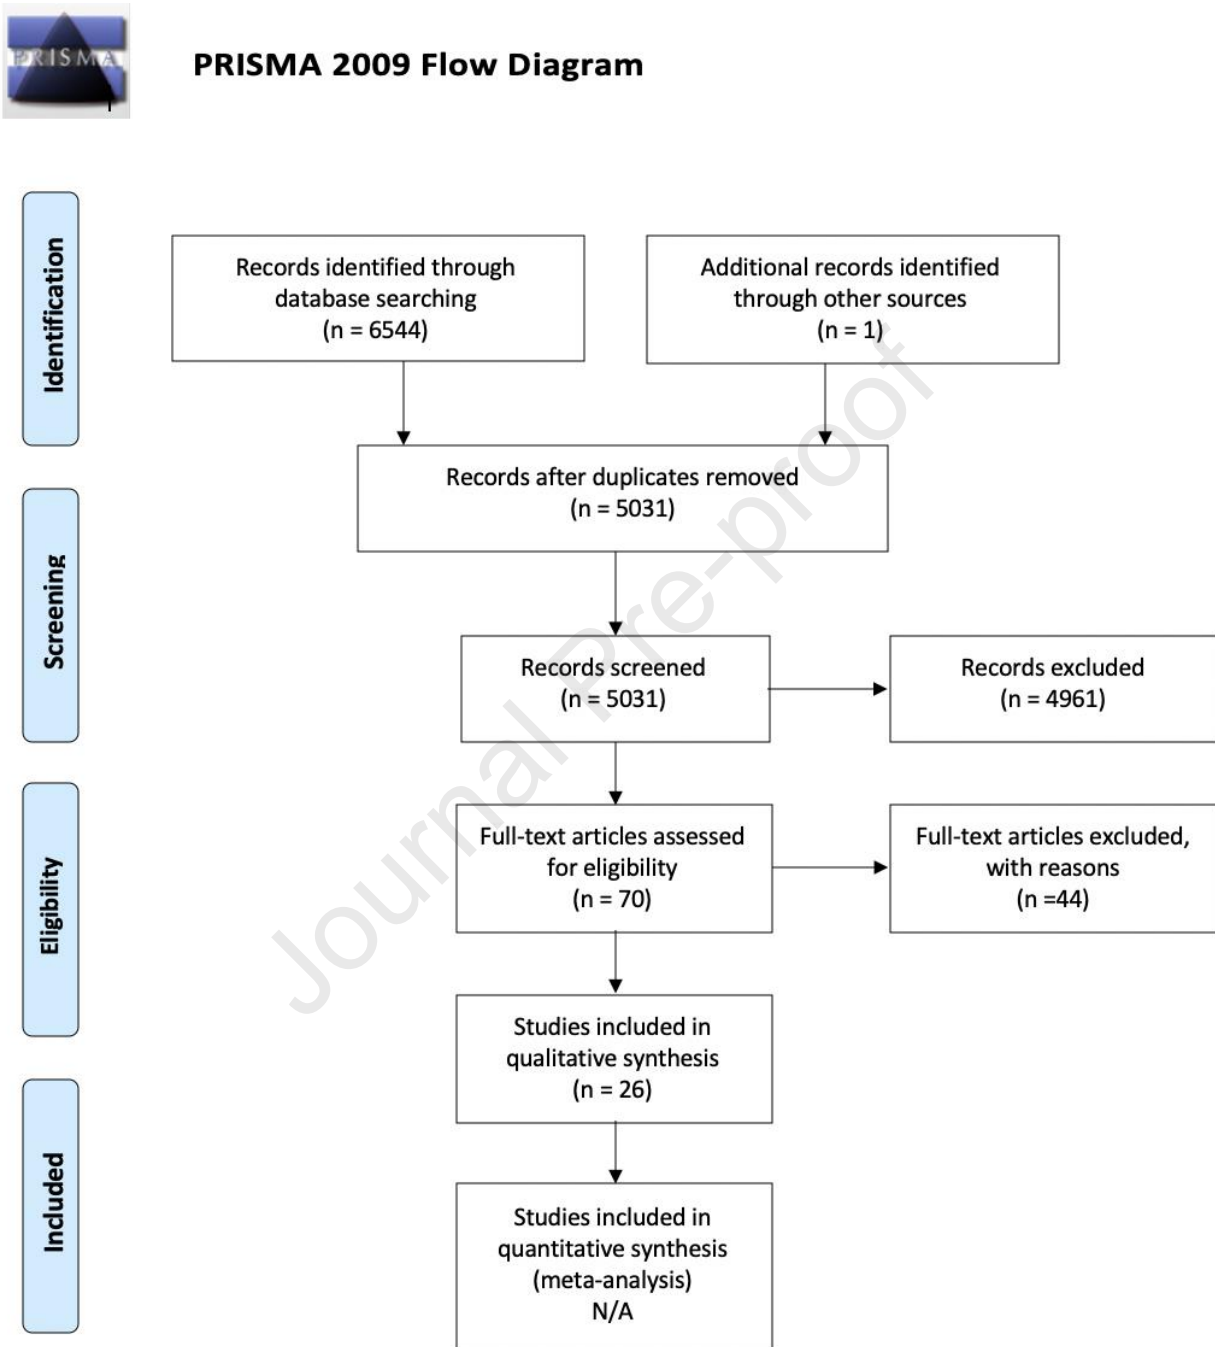 PRISMA
PRISMA 2009 Flow Diagram
Identification
Records identified through
database searching
(n = 6544)
Additional records identified
through other sources
(n = 1)
Records after duplicates removed
(n = 5031)
Screening
Records screened
(n = 5031)
Records excluded
(n = 4961)
Eligibility
Full-text articles assessed
for eligibility
(n = 70)
Full-text articles excluded,
with reasons
(n =44)
Studies included in
qualitative synthesis
(n = 26)
Included
Studies included in
quantitative synthesis
(meta-analysis)
N/A
Journal Pre-proof